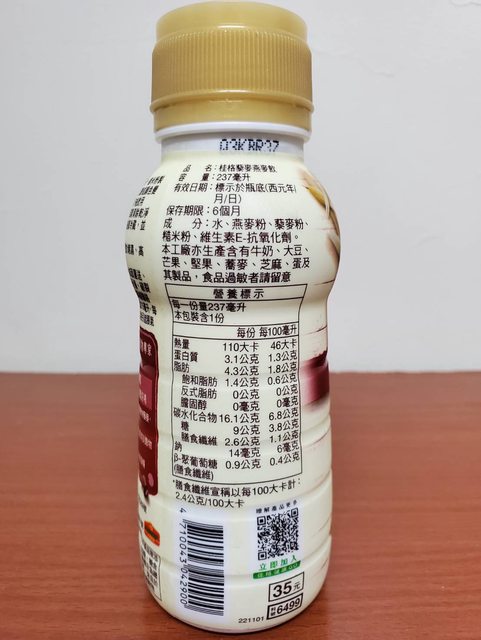 03KBR37
品 名：桂格藜麥燕麥飲
容 量：237毫升
有效日期：標示於瓶底(西元年/
月/日)
保存期限：6個月
成 分：水、燕麥粉、藜麥粉、
糙米粉、維生素E-抗氧化劑。
本工廠亦生產含有牛奶、大豆、
芒果、堅果、蕎麥、芝麻、蛋及
其製品，食品過敏者請留意
營養標示
每一份量237毫升
本包裝含1份
每份 每100毫升
熱量 110大卡 46大卡
蛋白質 3.1公克 1.3公克
脂肪 4.3公克 1.8公克
飽和脂肪 1.4公克 0.6公克
反式脂肪 0公克 0公克
膽固醇 0毫克 0毫克
碳水化合物 16.1公克 6.8公克
糖 9公克 3.8公克
膳食纖維 2.6公克 1.1公克
鈉 14毫克 6毫克
β-聚葡萄糖 0.9公克 0.4公克
(膳食纖維)
*膳食纖維宣稱以每100大卡計：
2.4公克/100大卡
瞭解產品更多
立即加入
4710043042900
35元
221101
6499